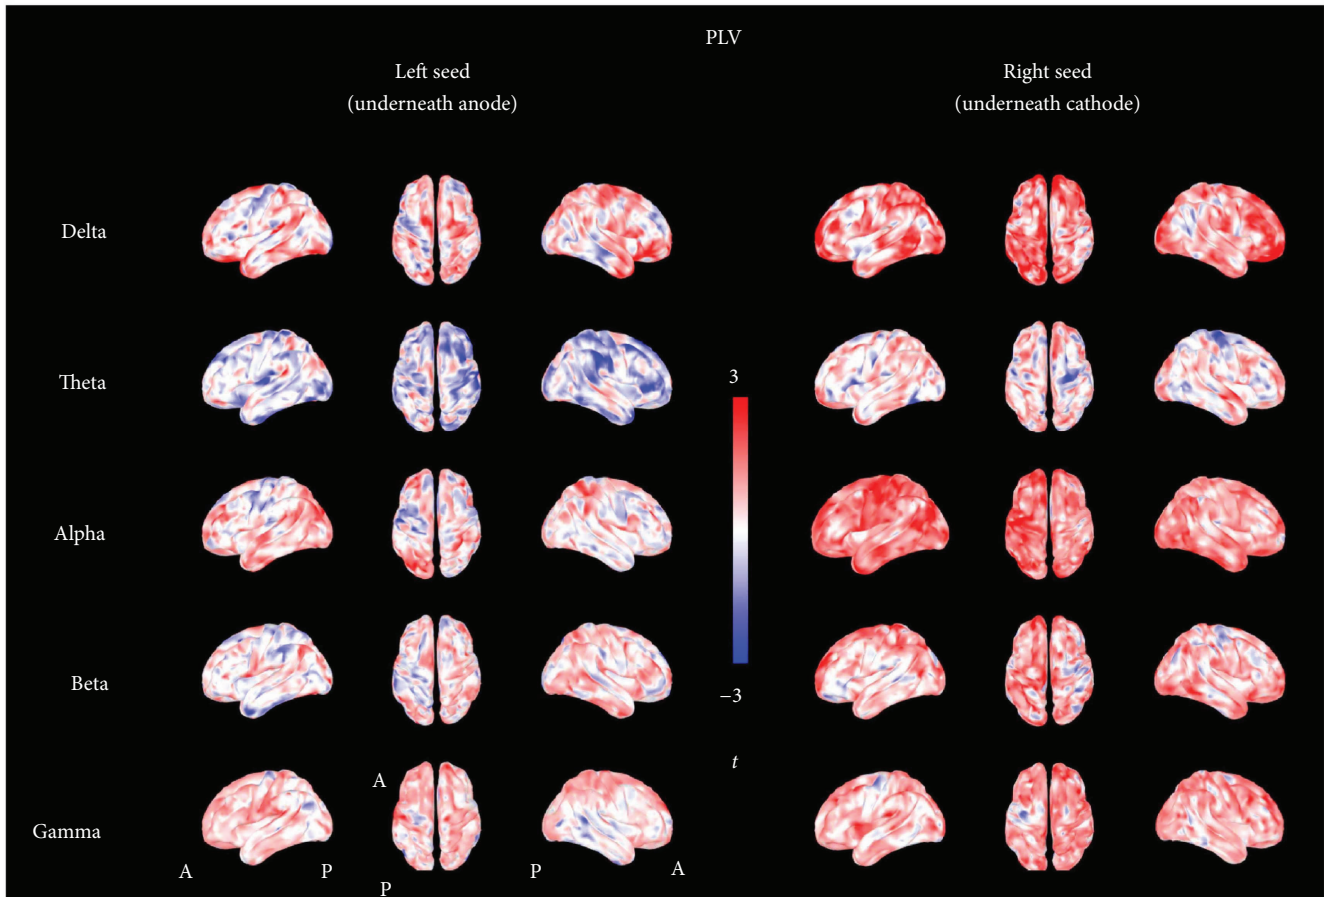 PLV
Left seed
(underneath anode)
Right seed
(underneath cathode)
Delta
Theta
3
Alpha
Beta
−3
t
A
Gamma
A
P
P
P
A